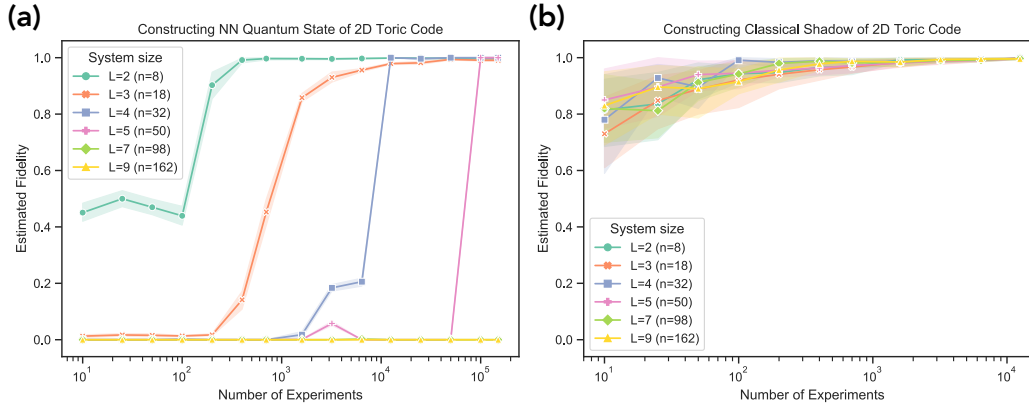 (a)
Constructing NN Quantum State of 2D Toric Code
Estimated Fidelity
1.0
0.8
0.6
0.4
0.2
0.0
System size
L=2 (n=8)
L=3 (n=18)
L=4 (n=32)
L=5 (n=50)
L=7 (n=98)
L=9 (n=162)
10^1
10^2
10^3
10^4
10^5
Number of Experiments
(b)
Constructing Classical Shadow of 2D Toric Code
Estimated Fidelity
1.0
0.8
0.6
0.4
0.2
0.0
System size
L=2 (n=8)
L=3 (n=18)
L=4 (n=32)
L=5 (n=50)
L=7 (n=98)
L=9 (n=162)
10^1
10^2
10^3
10^4
Number of Experiments